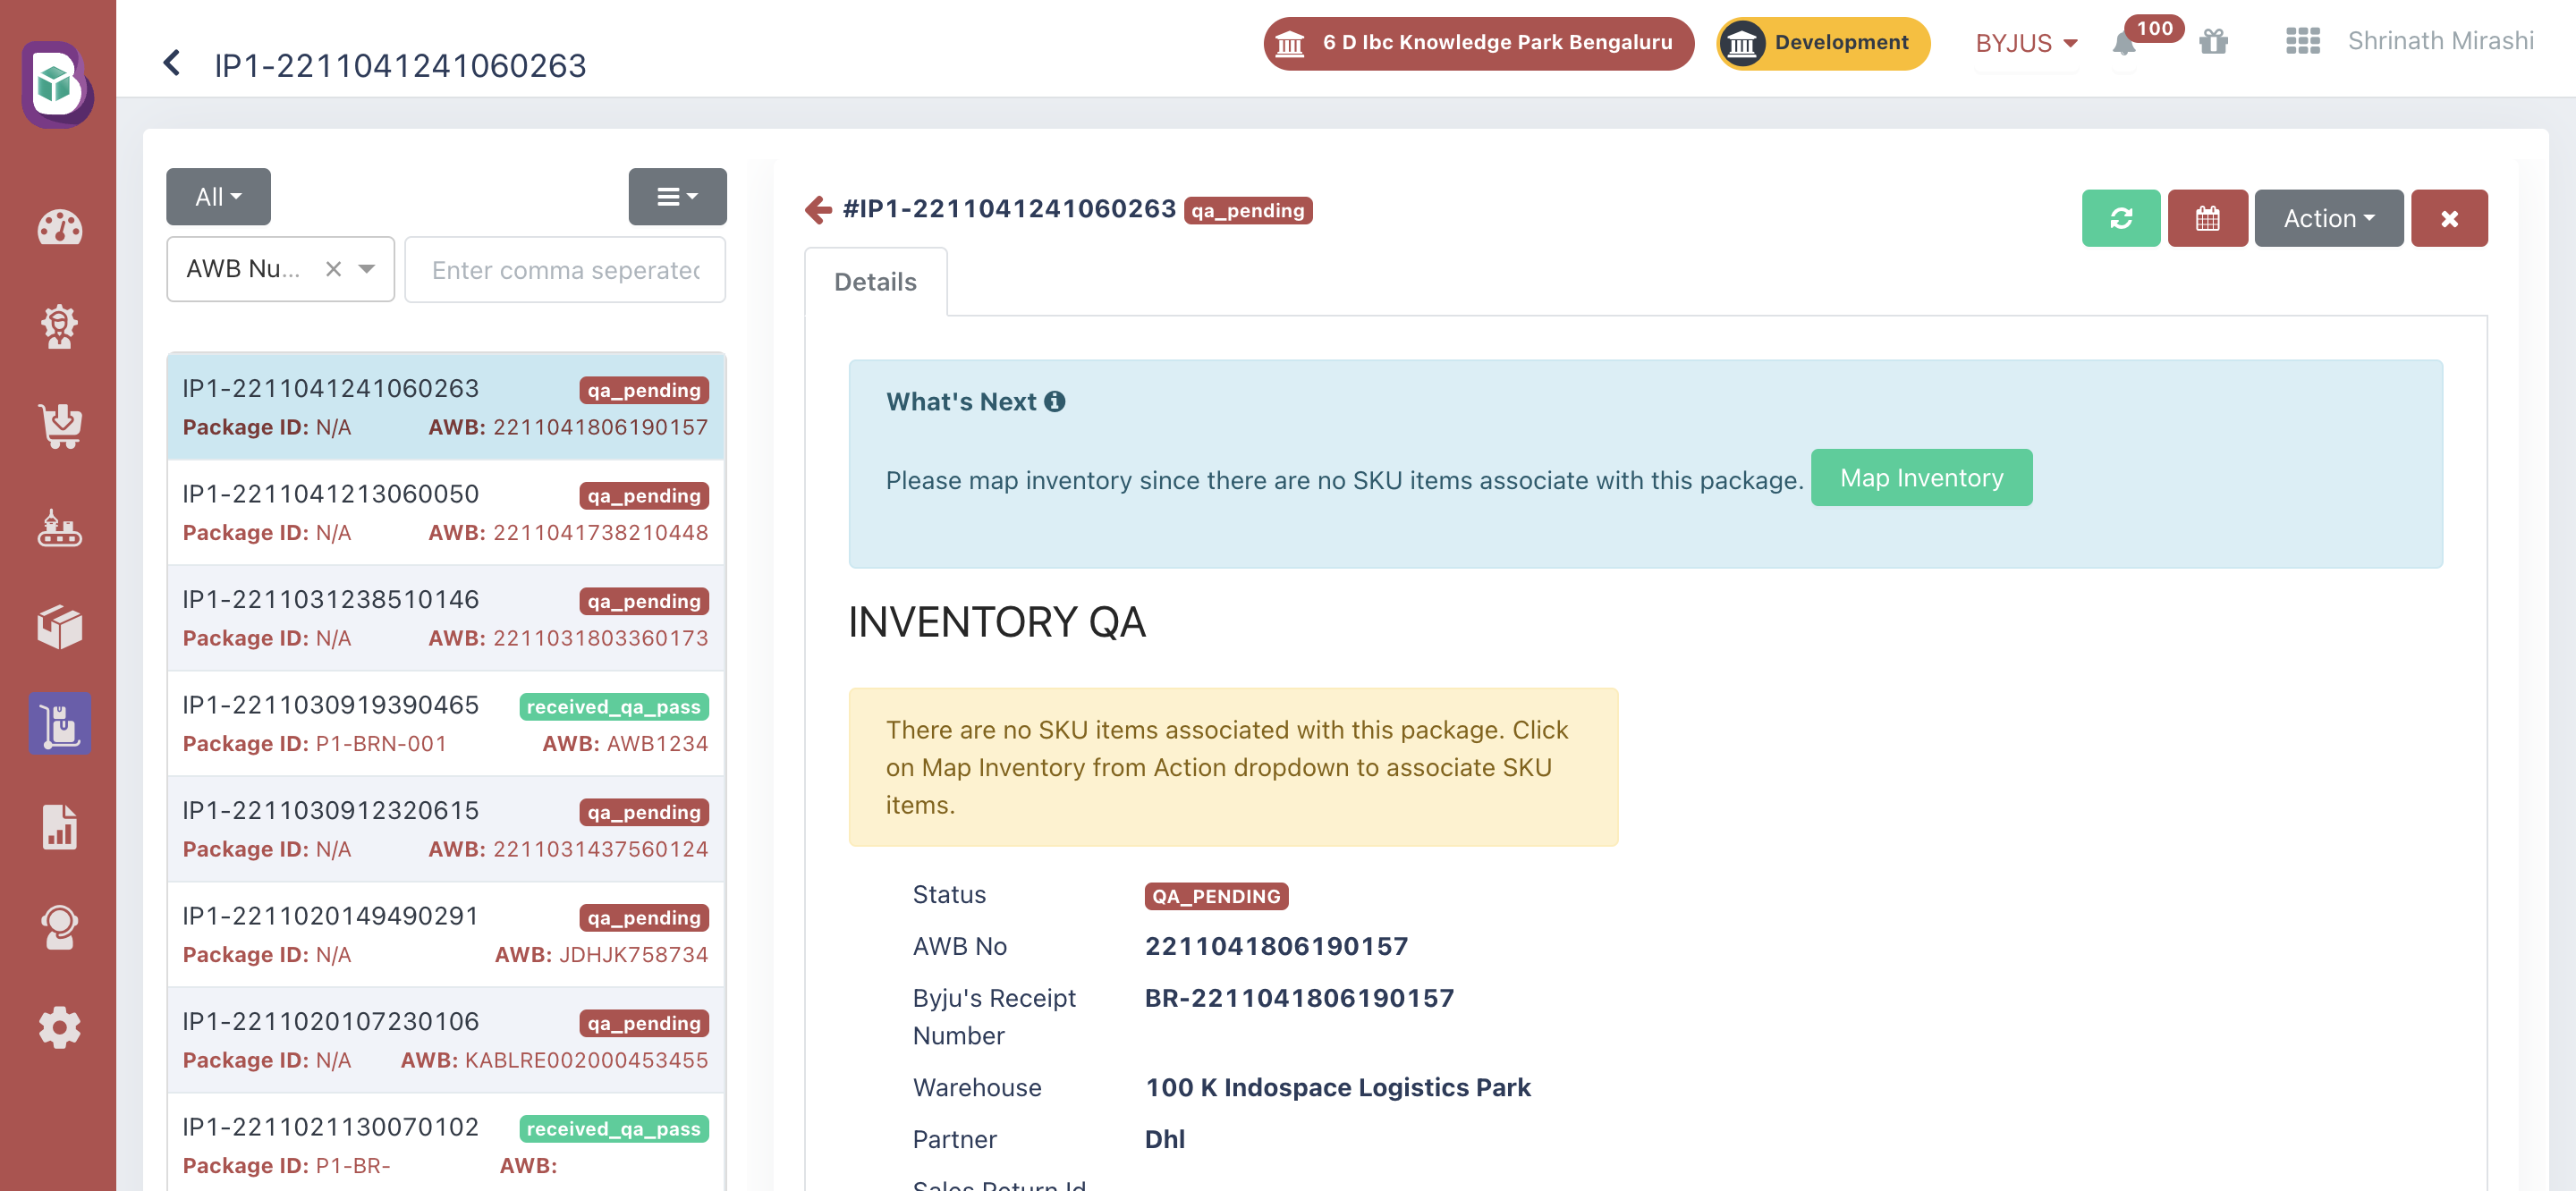 IP1-2211041241060263
6 D Ibc Knowledge Park Bengaluru
Development
BYJUS
100
Shrinath Mirashi
All
AWB Nu...
Enter comma seperated
IP1-2211041241060263 qa_pending
Package ID: N/A AWB: 2211041806190157
IP1-2211041213060050 qa_pending
Package ID: N/A AWB: 2211041738210448
IP1-2211031238510146 qa_pending
Package ID: N/A AWB: 2211031803360173
IP1-2211030919390465 received_qa_pass
Package ID: P1-BRN-001 AWB: AWB1234
IP1-2211030912320615 qa_pending
Package ID: N/A AWB: 2211031437560124
IP1-2211020149490291 qa_pending
Package ID: N/A AWB: JDHJK758734
IP1-2211020107230106 qa_pending
Package ID: N/A AWB: KABLRE002000453455
IP1-2211021130070102 received_qa_pass
Package ID: P1-BR- AWB:
#IP1-2211041241060263 qa_pending
Action
Details
What's Next
Please map inventory since there are no SKU items associate with this package. Map Inventory
INVENTORY QA
There are no SKU items associated with this package. Click
on Map Inventory from Action dropdown to associate SKU
items.
Status QA_PENDING
AWB No 2211041806190157
Byju's Receipt BR-2211041806190157
Number
Warehouse 100 K Indospace Logistics Park
Partner Dhl
Sales Return Id